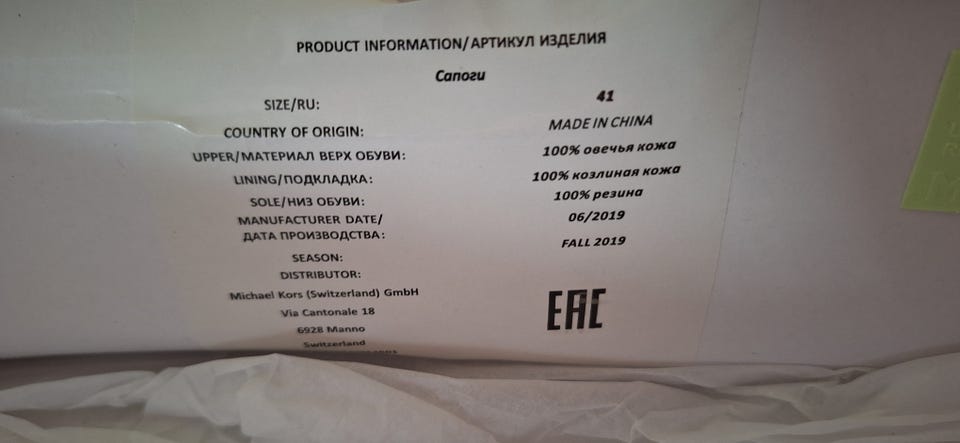 PRODUCT INFORMATION/АРТИКУЛ ИЗДЕЛИЯ
Сапоги
SIZE/RU: 41
COUNTRY OF ORIGIN: MADE IN CHINA
UPPER/МАТЕРИАЛ ВЕРХ ОБУВИ: 100% овечья кожа
LINING/ПОДКЛАДКА: 100% козлиная кожа
SOLE/НИЗ ОБУВИ: 100% резина
MANUFACTURER DATE/
ДАТА ПРОИЗВОДСТВА: 06/2019
SEASON: FALL 2019
DISTRIBUTOR:
Michael Kors (Switzerland) GmbH
Via Cantonale 18
6928 Manno
Switzerland
EAC